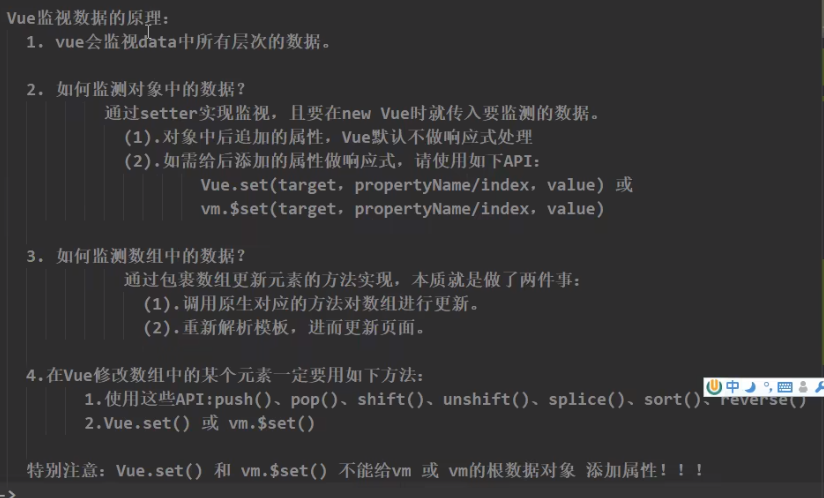 Vue监视数据的原理：
1. vue会监视data中所有层次的数据。
2. 如何监测对象中的数据？
通过setter实现监视，且要在new Vue时就传入要监测的数据。
(1).对象中后追加的属性，Vue默认不做响应式处理
(2).如需给后添加的属性做响应式，请使用如下API：
Vue.set(target，propertyName/index，value) 或
vm.$set(target，propertyName/index，value)
3. 如何监测数组中的数据？
通过包裹数组更新元素的方法实现，本质就是做了两件事：
(1).调用原生对应的方法对数组进行更新。
(2).重新解析模板，进而更新页面。
4.在Vue修改数组中的某个元素一定要用如下方法：
中
1.使用这些API:push()、pop()、shift()、unshift()、splice()、sort()、reverse()
2.Vue.set() 或 vm.$set()
特别注意：Vue.set() 和 vm.$set() 不能给vm 或 vm的根数据对象 添加属性！！！